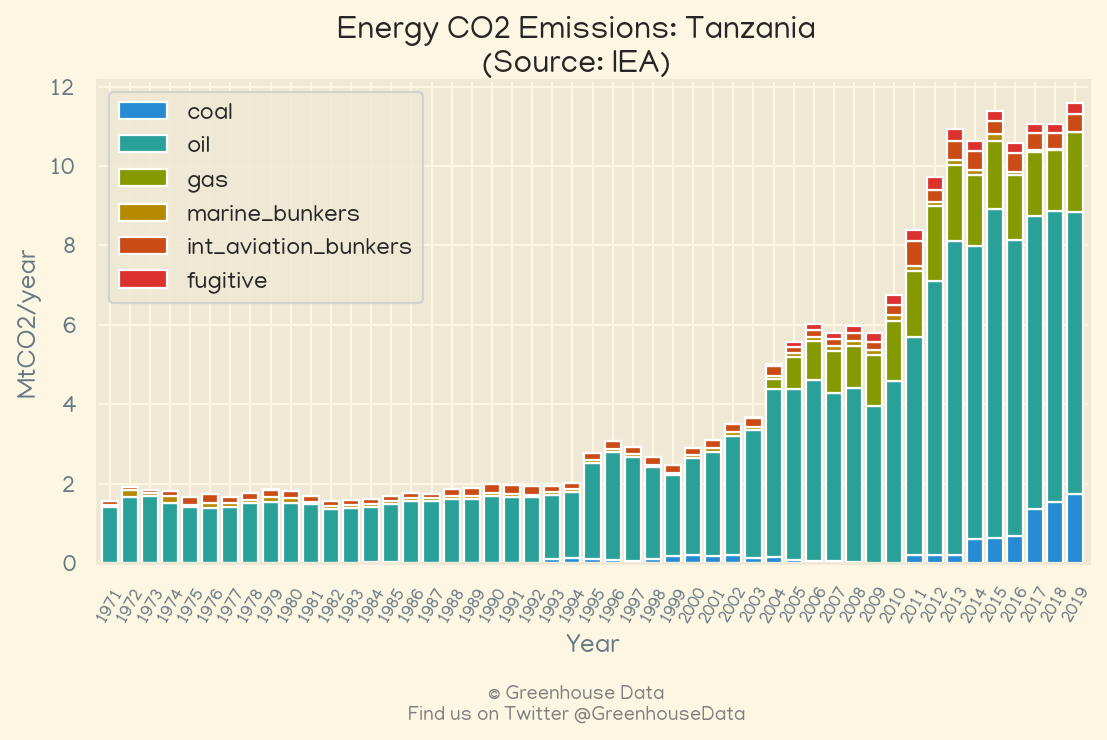 Energy CO2 Emissions: Tanzania
(Source: IEA)
12
10
8
6
4
2
0
MtCO2/year
coal
oil
gas
marine_bunkers
int_aviation_bunkers
fugitive
1971 1972 1973 1974 1975 1976 1977 1978 1979 1980 1981 1982 1983 1984 1985 1986 1987 1988 1989 1990 1991 1992 1993 1994 1995 1996 1997 1998 1999 2000 2001 2002 2003 2004 2005 2006 2007 2008 2009 2010 2011 2012 2013 2014 2015 2016 2017 2018 2019
Year
© Greenhouse Data
Find us on Twitter @GreenhouseData